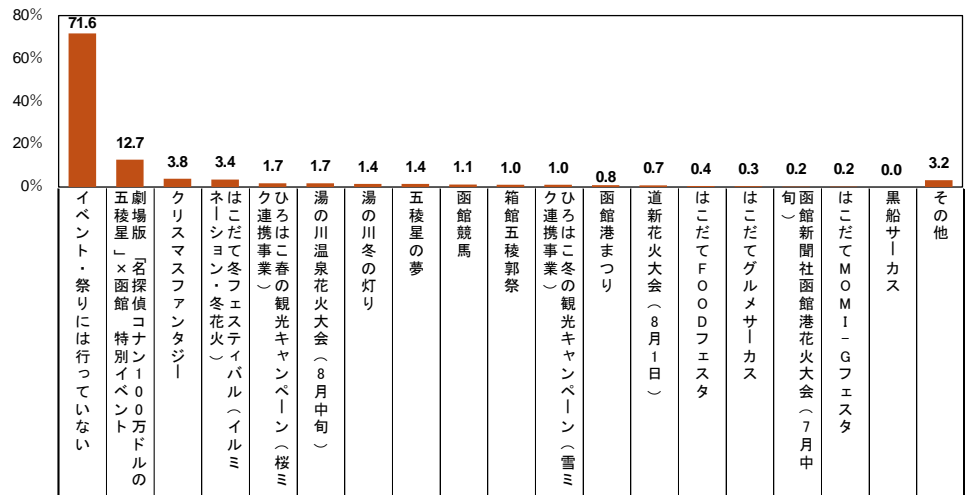 80%
60%
40%
20%
0%
71.6
12.7
3.8
3.4
1.7
1.7
1.4
1.4
1.1
1.0
1.0
0.8
0.7
0.4
0.3
0.2
0.2
0.0
3.2
イベント・祭りには行っていない
劇場版「名探偵コナン100万ドルの
五稜星」×函館 特別イベント
クリスマスファンタジー
はこだて冬フェスティバル（イルミ
ネーション・冬花火）
ひろはこ春の観光キャンペーン（桜ミ
ク連携事業）
湯の川温泉花火大会（8月中旬）
湯の川冬の灯り
五稜星の夢
函館競馬
箱館五稜郭祭
ひろはこ冬の観光キャンペーン（雪ミ
ク連携事業）
函館港まつり
道新花火大会（8月1日）
はこだてFOODフェスタ
はこだてグルメサーカス
函館新聞社函館港花火大会（7月中
旬）
はこだてMOMI-Gフェスタ
黒船サーカス
その他